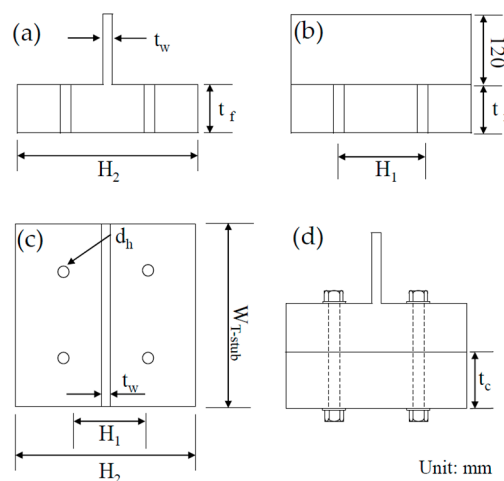 (a)
t_w
t_f
H_2
(b)
120
t
H_1
(c)
d_h
W_T-stub
t_w
H_1
H_2
(d)
t_c
Unit: mm